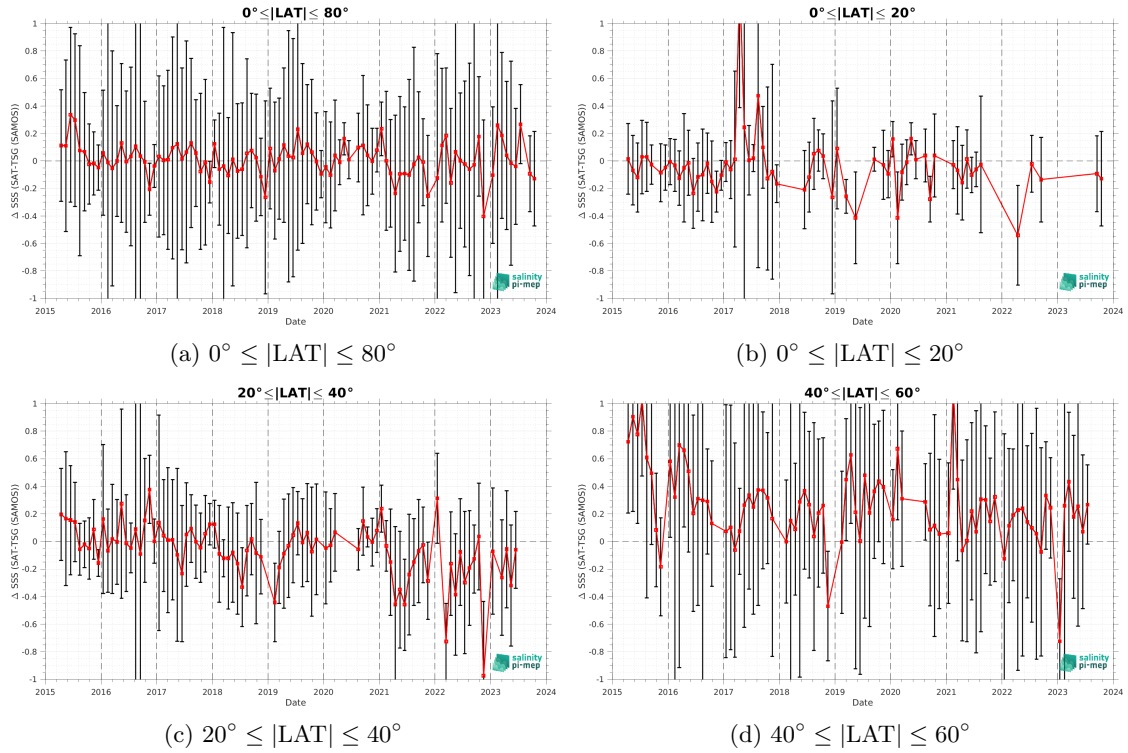 0°≤|LAT|≤ 80°
Δ SSS (SAT-TSG (SAMOS))
1
0.8
0.6
0.4
0.2
0
-0.2
-0.4
-0.6
-0.8
-1
salinity
pi-mep
2015 2016 2017 2018 2019 2020 2021 2022 2023 2024
Date
(a) 0° ≤ |LAT| ≤ 80°
0°≤|LAT|≤ 20°
Δ SSS (SAT-TSG (SAMOS))
1
0.8
0.6
0.4
0.2
0
-0.2
-0.4
-0.6
-0.8
-1
salinity
pi-mep
2015 2016 2017 2018 2019 2020 2021 2022 2023 2024
Date
(b) 0° ≤ |LAT| ≤ 20°
20°≤|LAT|≤ 40°
Δ SSS (SAT-TSG (SAMOS))
1
0.8
0.6
0.4
0.2
0
-0.2
-0.4
-0.6
-0.8
-1
salinity
pi-mep
2015 2016 2017 2018 2019 2020 2021 2022 2023 2024
Date
(c) 20° ≤ |LAT| ≤ 40°
40°≤|LAT|≤ 60°
Δ SSS (SAT-TSG (SAMOS))
1
0.8
0.6
0.4
0.2
0
-0.2
-0.4
-0.6
-0.8
-1
salinity
pi-mep
2015 2016 2017 2018 2019 2020 2021 2022 2023 2024
Date
(d) 40° ≤ |LAT| ≤ 60°